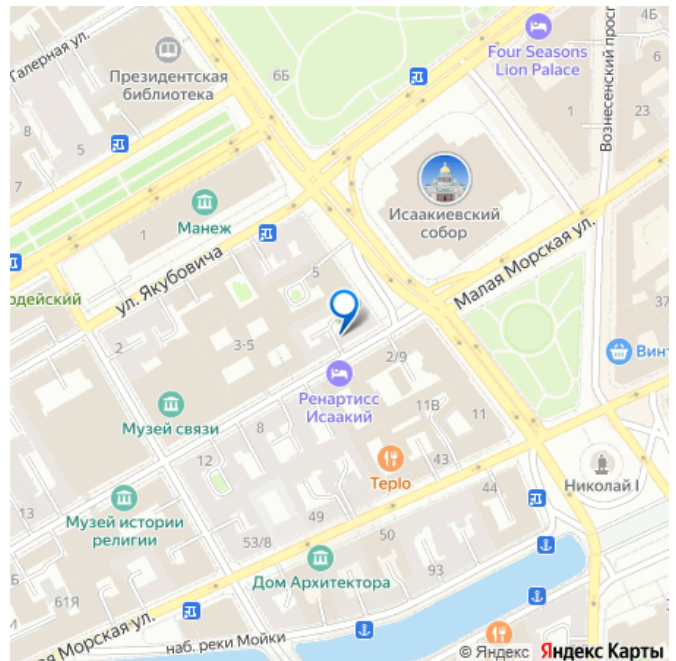 4Б
Галерная ул.
Four Seasons
Lion Palace
Вознесенский просп
6
Президентская
библиотека
6Б
8
1
23
5
7
Исаакиевский
собор
Манеж
1
Малая Морская ул.
ул. Якубовича
5
одейский
37
2
3-5
2/9
Винт
Ренартисс
Исаакий
11В
11
Музей связи
8
12
Teplo
43
Николай I
44
13
Музей истории
религии
49
50
53/8
Дом Архитектора
93
Б
61Я
ая Морская ул.
наб. реки Мойки
© Яндекс Яндекс Карты